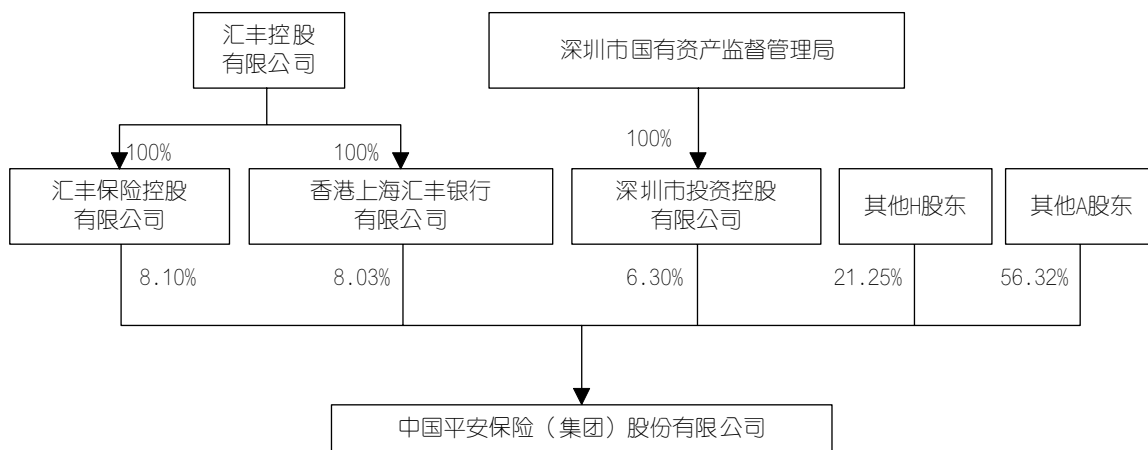 汇丰控股
有限公司
深圳市国有资产监督管理局
100%
100%
100%
汇丰保险控股
有限公司
香港上海汇丰银行
有限公司
深圳市投资控股
有限公司
其他H股东
其他A股东
8.10%
8.03%
6.30%
21.25%
56.32%
中国平安保险（集团）股份有限公司